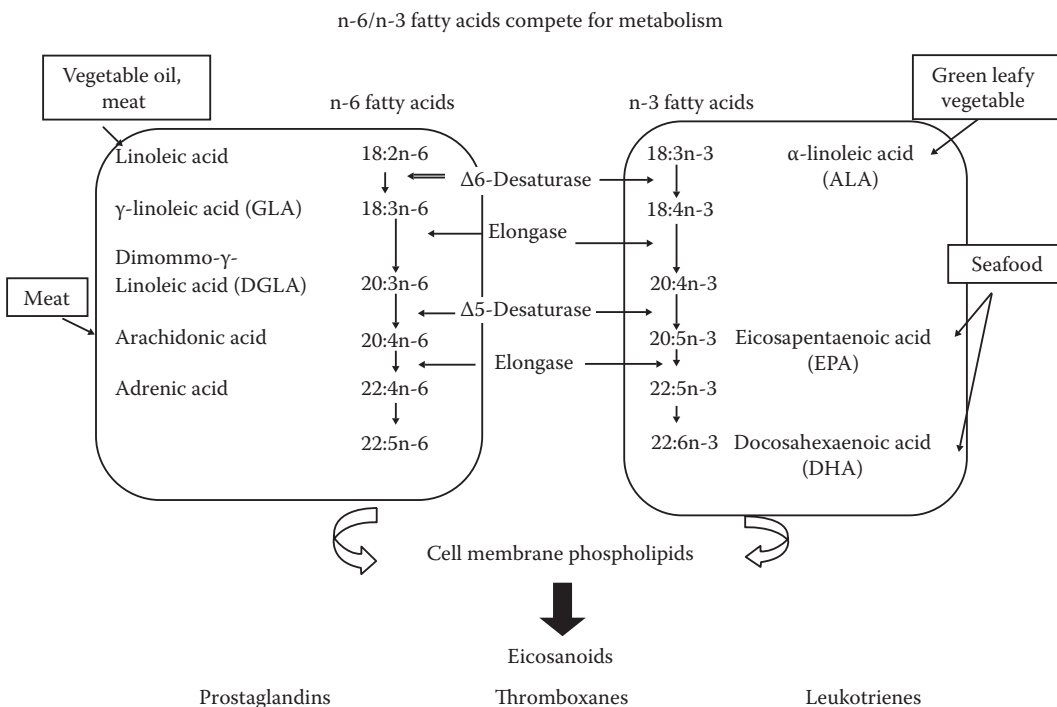 n-6/n-3 fatty acids compete for metabolism
Vegetable oil,
meat
Green leafy
vegetable
n-6 fatty acids
n-3 fatty acids
Linoleic acid
18:2n-6
18:3n-3
α-linoleic acid
(ALA)
Δ6-Desaturase
γ-linoleic acid (GLA)
18:3n-6
18:4n-3
Elongase
Dimommo-γ-
Linoleic acid (DGLA)
20:3n-6
20:4n-3
Seafood
Meat
Δ5-Desaturase
Arachidonic acid
20:4n-6
20:5n-3
Eicosapentaenoic acid
(EPA)
Elongase
Adrenic acid
22:4n-6
22:5n-3
22:5n-6
22:6n-3
Docosahexaenoic acid
(DHA)
Cell membrane phospholipids
Eicosanoids
Prostaglandins
Thromboxanes
Leukotrienes